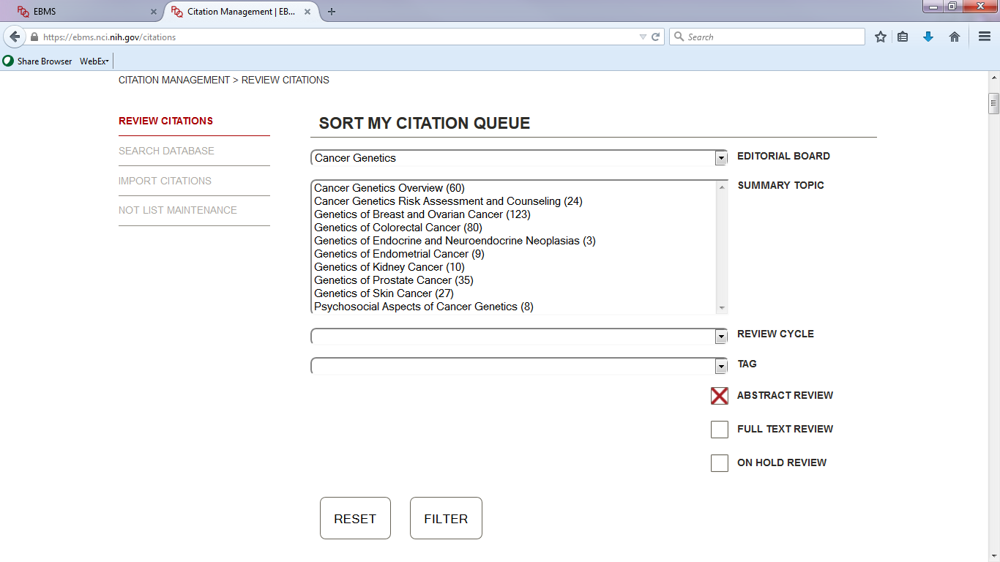 EBMS
Citation Management | EB...
https://ebms.nci.nih.gov/citations
Search
Share Browser WebEx
CITATION MANAGEMENT > REVIEW CITATIONS
REVIEW CITATIONS
SEARCH DATABASE
IMPORT CITATIONS
NOT LIST MAINTENANCE
SORT MY CITATION QUEUE
Cancer Genetics
EDITORIAL BOARD
SUMMARY TOPIC
Cancer Genetics Overview (60)
Cancer Genetics Risk Assessment and Counseling (24)
Genetics of Breast and Ovarian Cancer (123)
Genetics of Colorectal Cancer (80)
Genetics of Endocrine and Neuroendocrine Neoplasias (3)
Genetics of Endometrial Cancer (9)
Genetics of Kidney Cancer (10)
Genetics of Prostate Cancer (35)
Genetics of Skin Cancer (27)
Psychosocial Aspects of Cancer Genetics (8)
REVIEW CYCLE
TAG
ABSTRACT REVIEW
FULL TEXT REVIEW
ON HOLD REVIEW
RESET
FILTER